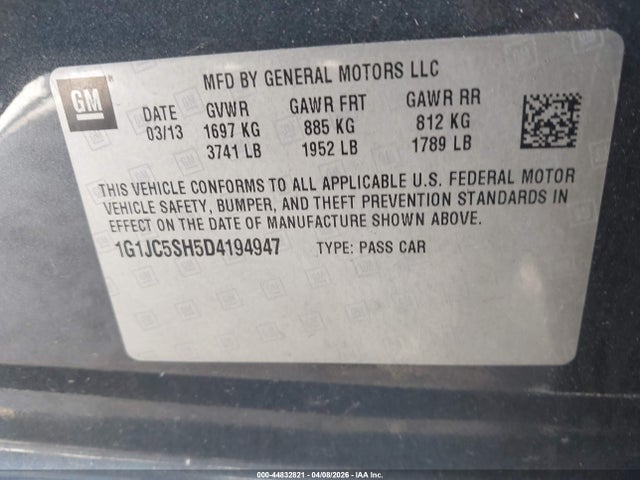 GM
MFD BY GENERAL MOTORS LLC
DATE GVWR GAWR FRT GAWR RR
03/13 1697 KG 885 KG 812 KG
3741 LB 1952 LB 1789 LB
THIS VEHICLE CONFORMS TO ALL APPLICABLE U.S. FEDERAL MOTOR
VEHICLE SAFETY, BUMPER, AND THEFT PREVENTION STANDARDS IN
EFFECT ON THE DATE OF MANUFACTURE SHOWN ABOVE.
1G1JC5SH5D4194947 TYPE: PASS CAR
000-44832821 | 04/08/2026 | IAA Inc.